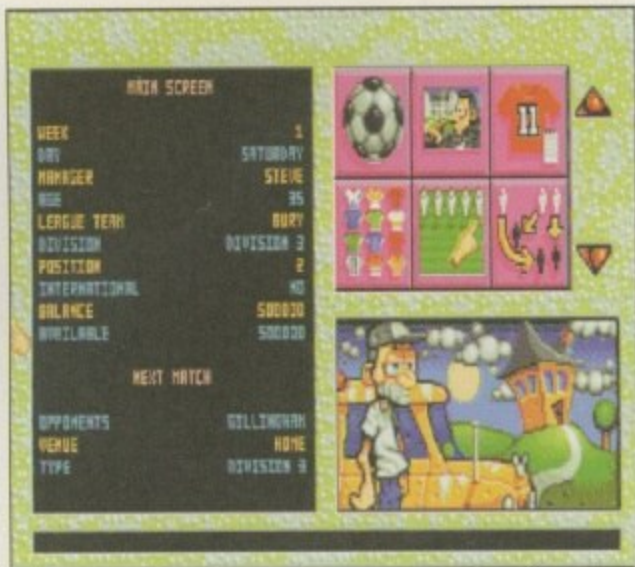 MAIN SCREEN
WEEK 1
DAY SATURDAY
MANAGER STEVE
AGE 35
LEAGUE TEAM BURY
DIVISION DIVISION 3
POSITION 2
INTERNATIONAL NO
BALANCE 500000
AVAILABLE 500000
NEXT MATCH
OPPONENTS GILLINGHAM
VENUE HOME
TYPE DIVISION 3
11